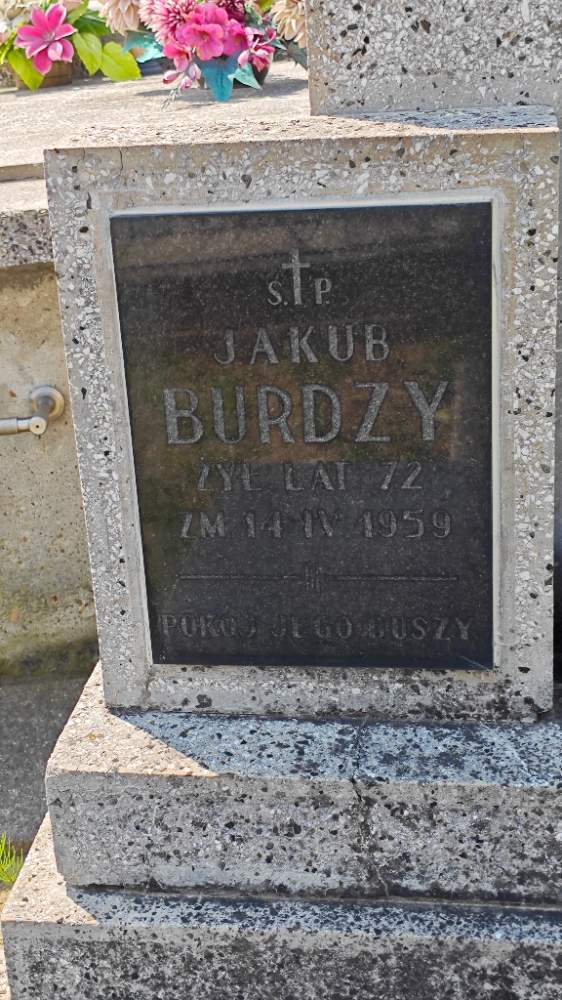 Ś.P.
JAKUB
BURDZY
ŻYŁ LAT 72
ZM 14 IV 1959
POKÓJ JEGO DUSZY